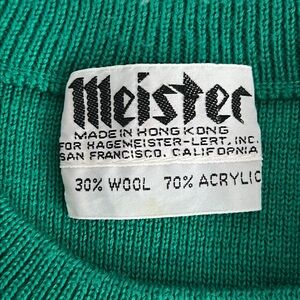 Meister
MADE IN HONG KONG
FOR HAGEMEISTER-LERT, INC.
SAN FRANCISCO, CALIFORNIA
30% WOOL 70% ACRYLIC